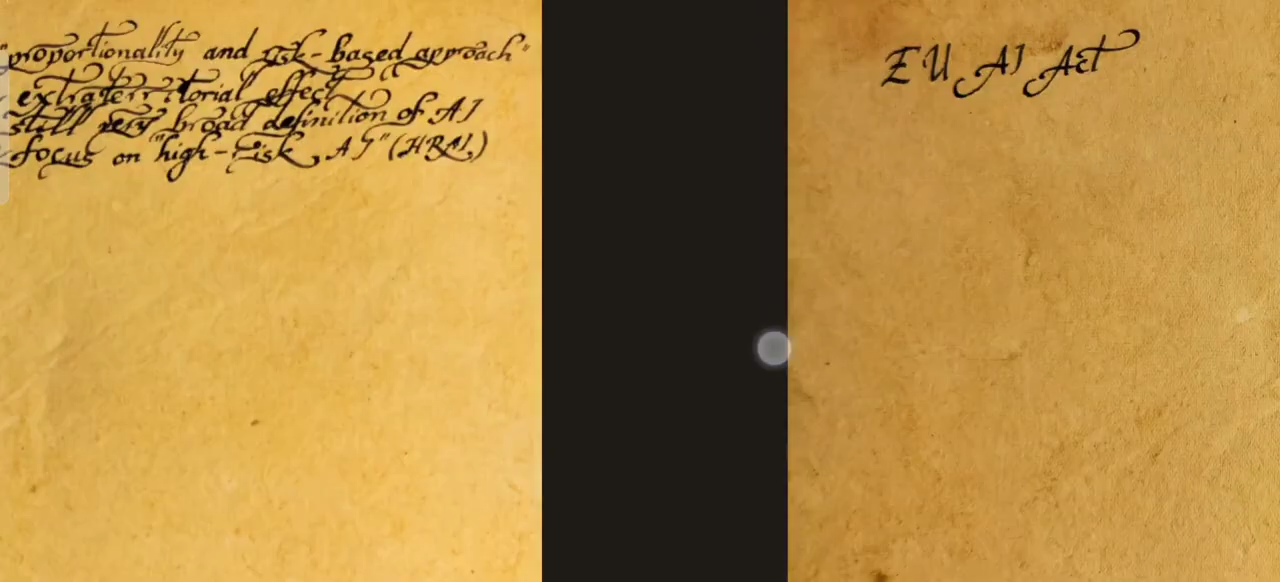 "proportionality and risk-based approach"
extraterritorial effect
still very broad definition of AI
focus on "high-risk AI" (HRAI)
EU AI Act